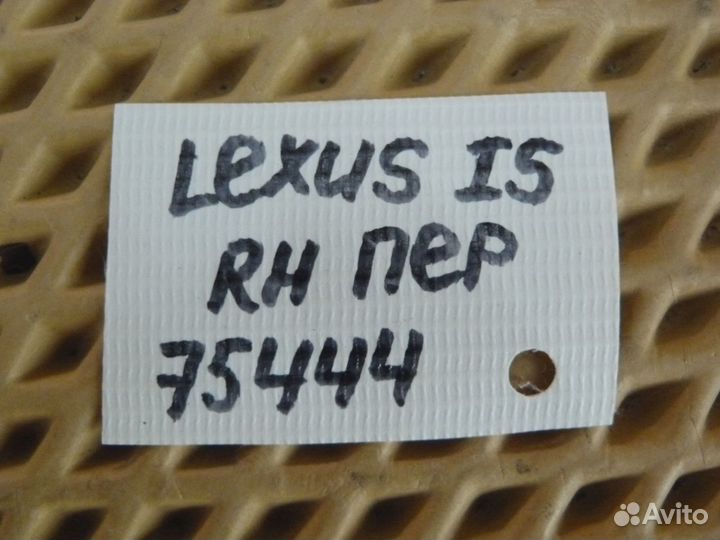 Lexus IS
RH пер
75444
Avito